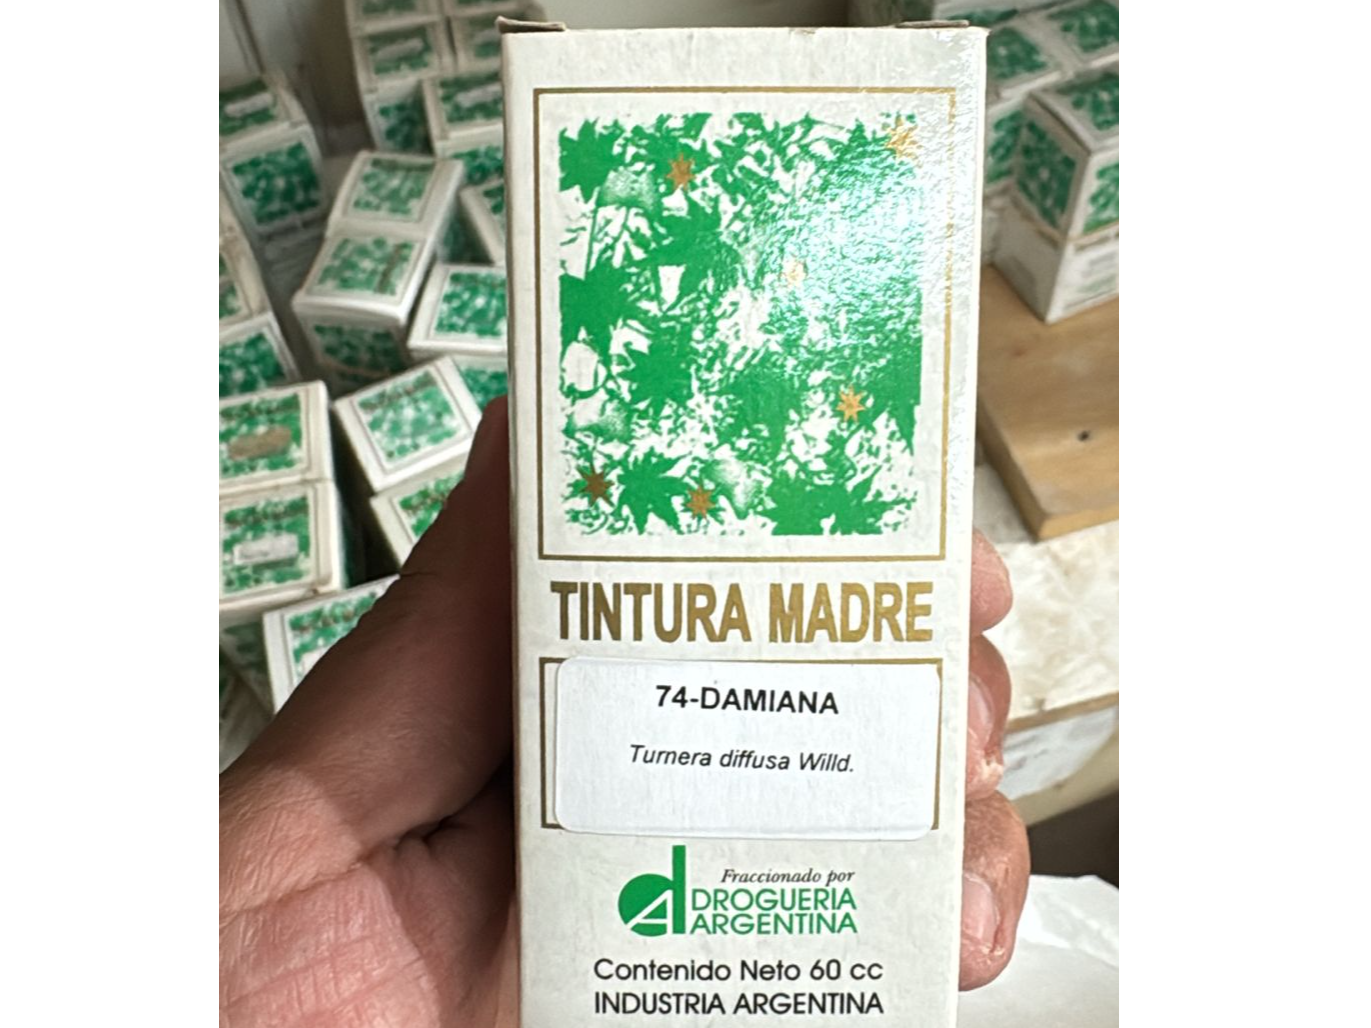 TINTURA MADRE
74-DAMIANA
Turnera diffusa Willd.
Fraccionado por
DROGUERIA
ARGENTINA
Contenido Neto 60 cc
INDUSTRIA ARGENTINA